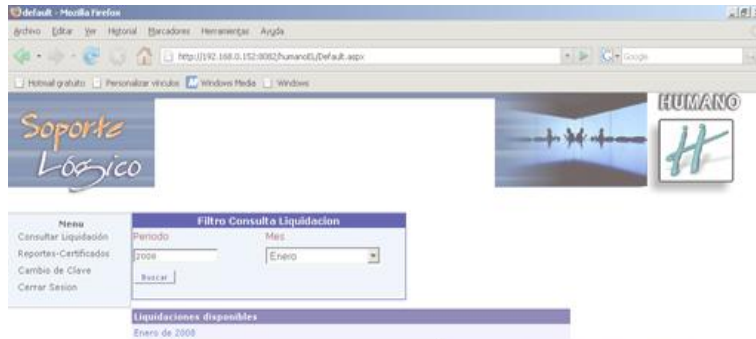 default - Mozilla Firefox
Archivo Editar Ver Historial Marcadores Herramientas Ayuda
http://192.168.0.152:8082/humanoEL/Default.aspx
Google
Hotmail gratuito Personalizar vínculos Windows Media Windows
HUMANO
Soporte
Lógico
H
Menu
Filtro Consulta Liquidacion
Consultar Liquidación
Periodo Mes
Reportes-Certificados
2008 Enero
Cambio de Clave
Buscar
Cerrar Sesion
Liquidaciones disponibles
Enero de 2008